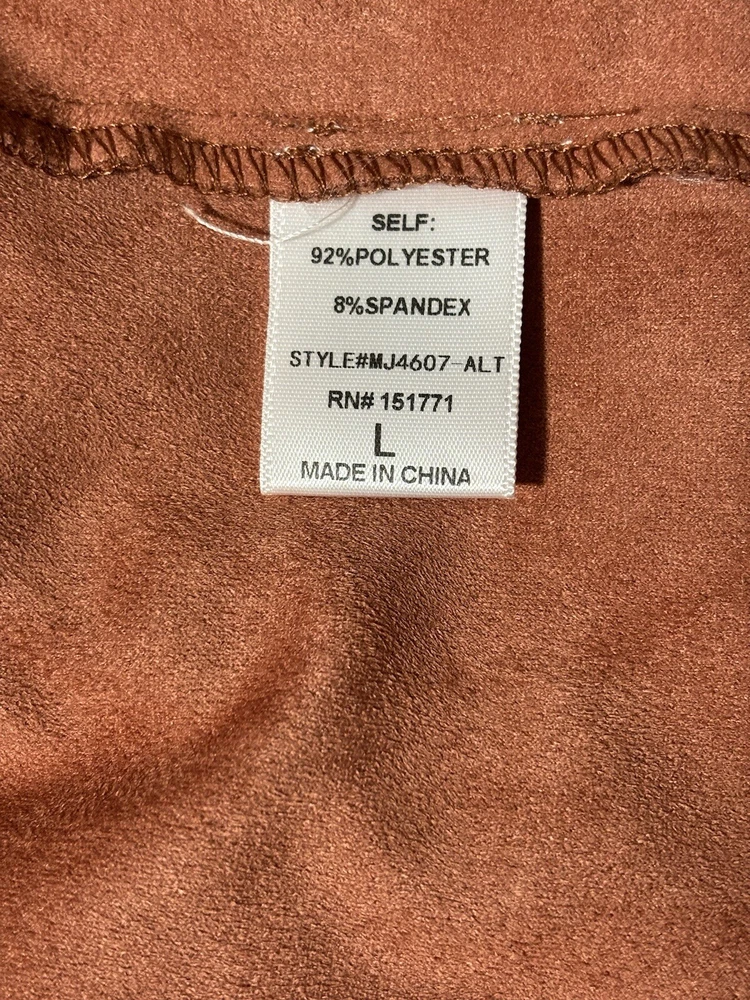 SELF:
92%POLYESTER
8%SPANDEX
STYLE#MJ4607-ALT
RN# 151771
L
MADE IN CHINA